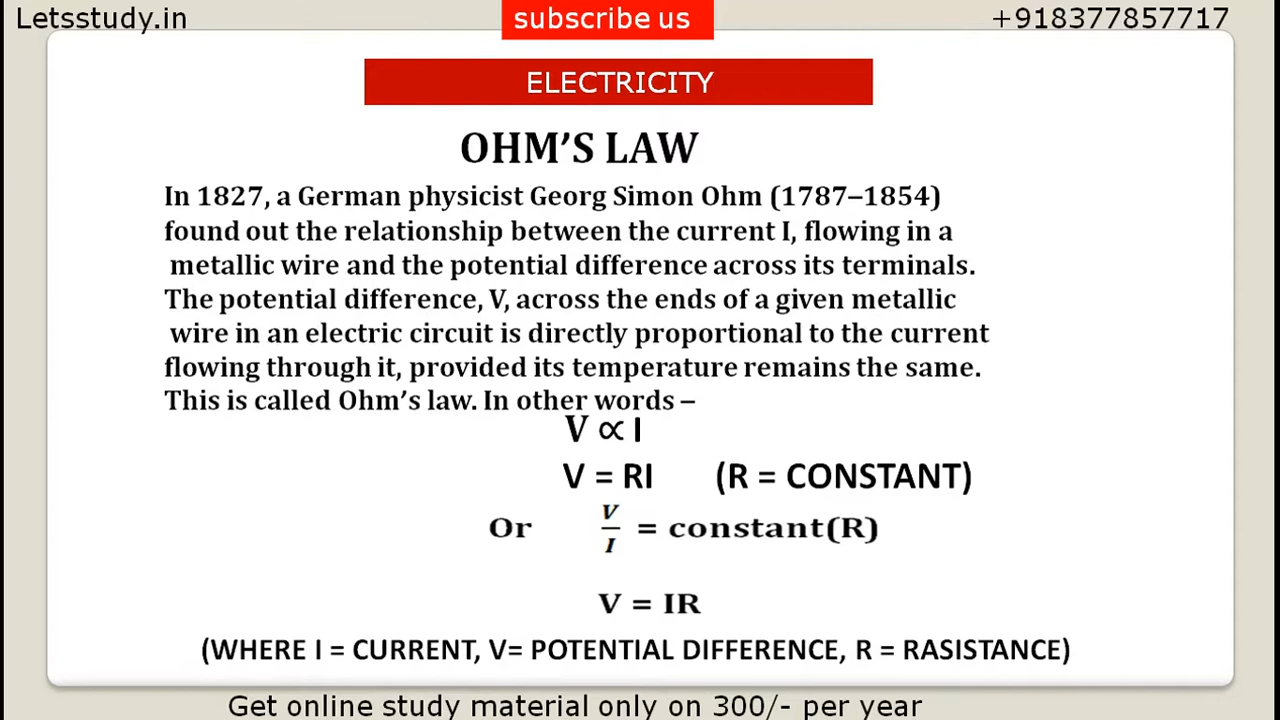 Letsstudy.in
subscribe us
+918377857717
ELECTRICITY
OHM'S LAW
In 1827, a German physicist Georg Simon Ohm (1787–1854)
found out the relationship between the current I, flowing in a
metallic wire and the potential difference across its terminals.
The potential difference, V, across the ends of a given metallic
wire in an electric circuit is directly proportional to the current
flowing through it, provided its temperature remains the same.
This is called Ohm's law. In other words –
V ∝ I
V = RI (R = CONSTANT)
Or V/I = constant(R)
V = IR
(WHERE I = CURRENT, V= POTENTIAL DIFFERENCE, R = RASISTANCE)
Get online study material only on 300/- per year